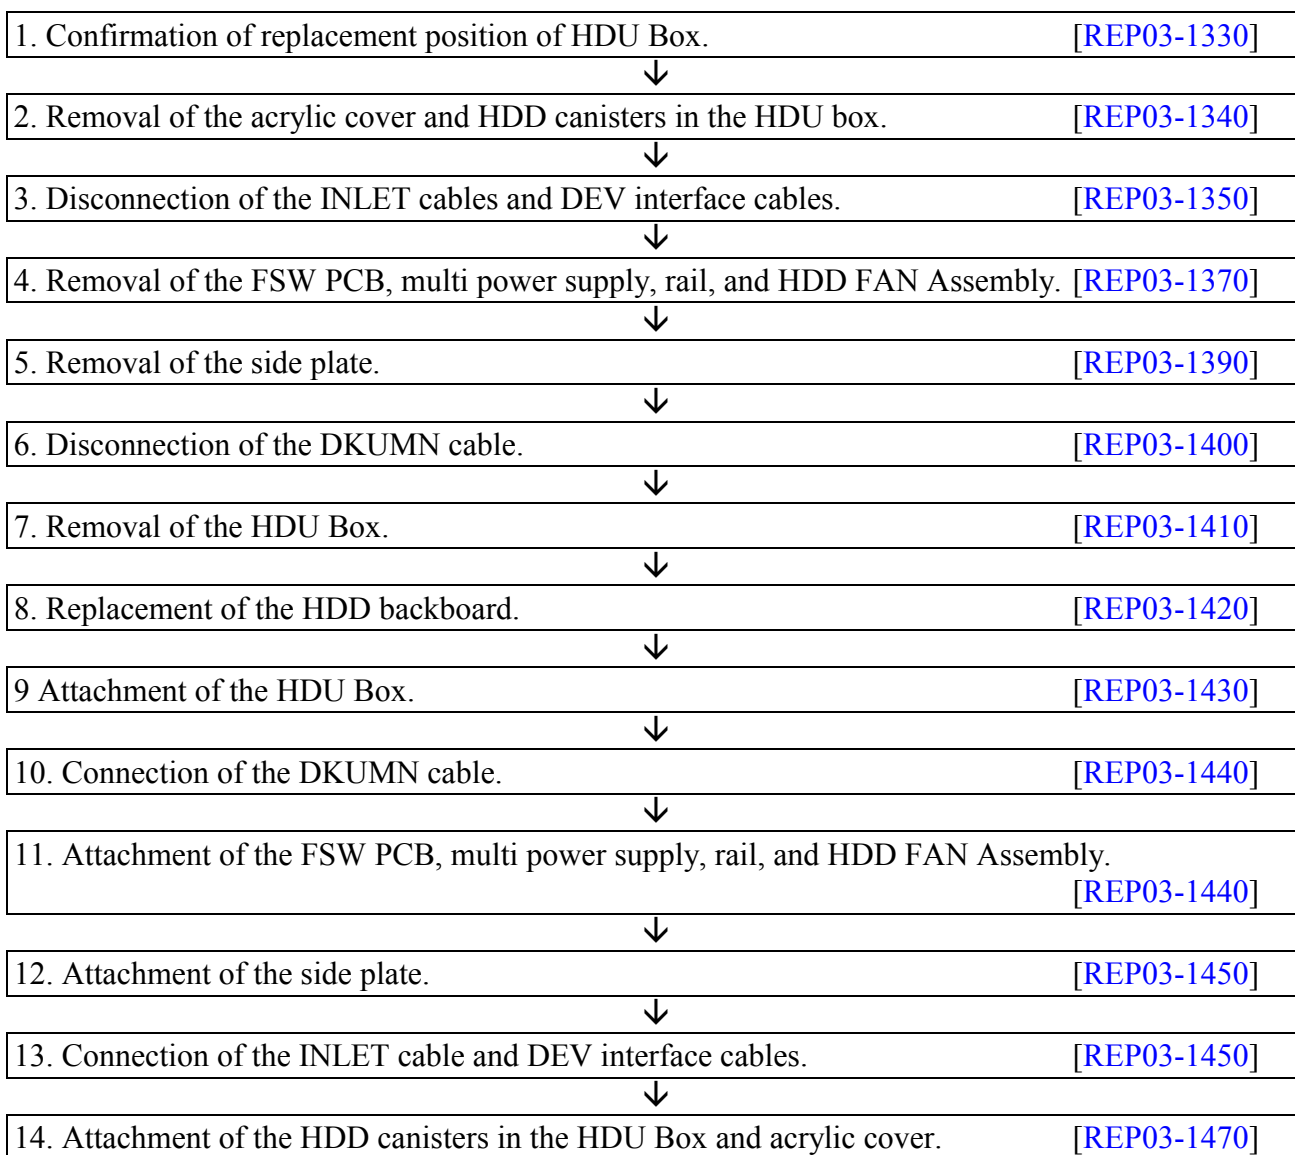 1. Confirmation of replacement position of HDU Box. [REP03-1330]
2. Removal of the acrylic cover and HDD canisters in the HDU box. [REP03-1340]
3. Disconnection of the INLET cables and DEV interface cables. [REP03-1350]
4. Removal of the FSW PCB, multi power supply, rail, and HDD FAN Assembly. [REP03-1370]
5. Removal of the side plate. [REP03-1390]
6. Disconnection of the DKUMN cable. [REP03-1400]
7. Removal of the HDU Box. [REP03-1410]
8. Replacement of the HDD backboard. [REP03-1420]
9 Attachment of the HDU Box. [REP03-1430]
10. Connection of the DKUMN cable. [REP03-1440]
11. Attachment of the FSW PCB, multi power supply, rail, and HDD FAN Assembly.
[REP03-1440]
12. Attachment of the side plate. [REP03-1450]
13. Connection of the INLET cable and DEV interface cables. [REP03-1450]
14. Attachment of the HDD canisters in the HDU Box and acrylic cover. [REP03-1470]